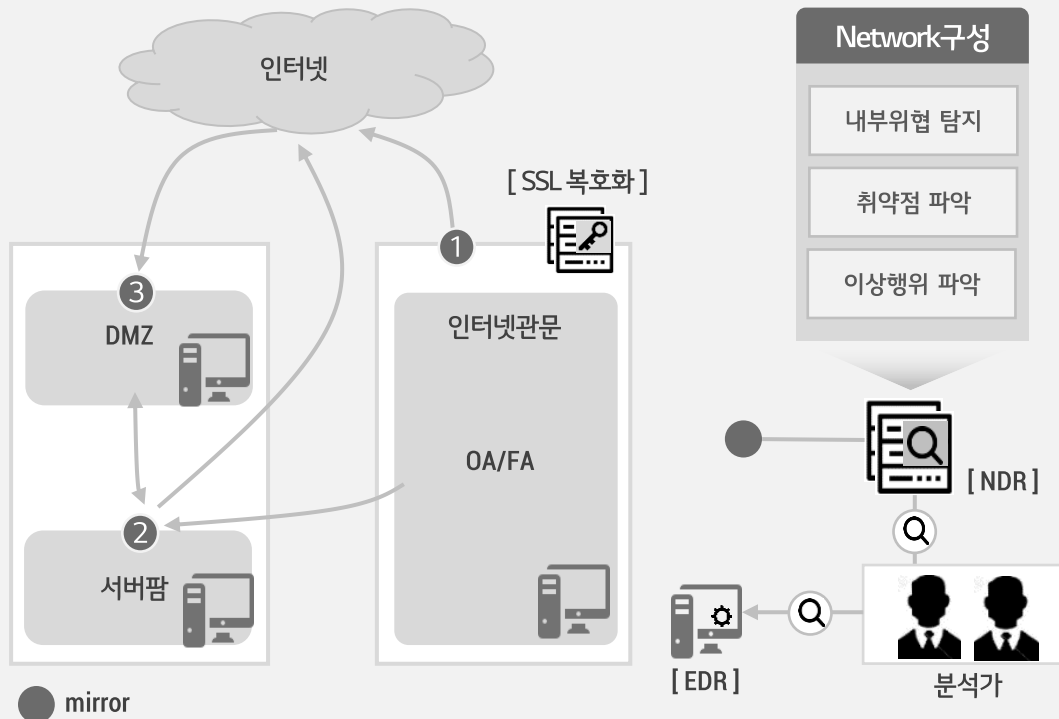 인터넷
Network구성
내부위협 탐지
취약점 파악
이상행위 파악
[ SSL 복호화 ]
1
3
DMZ
인터넷관문
OA/FA
2
서버팜
[ NDR ]
[ EDR ]
분석가
mirror